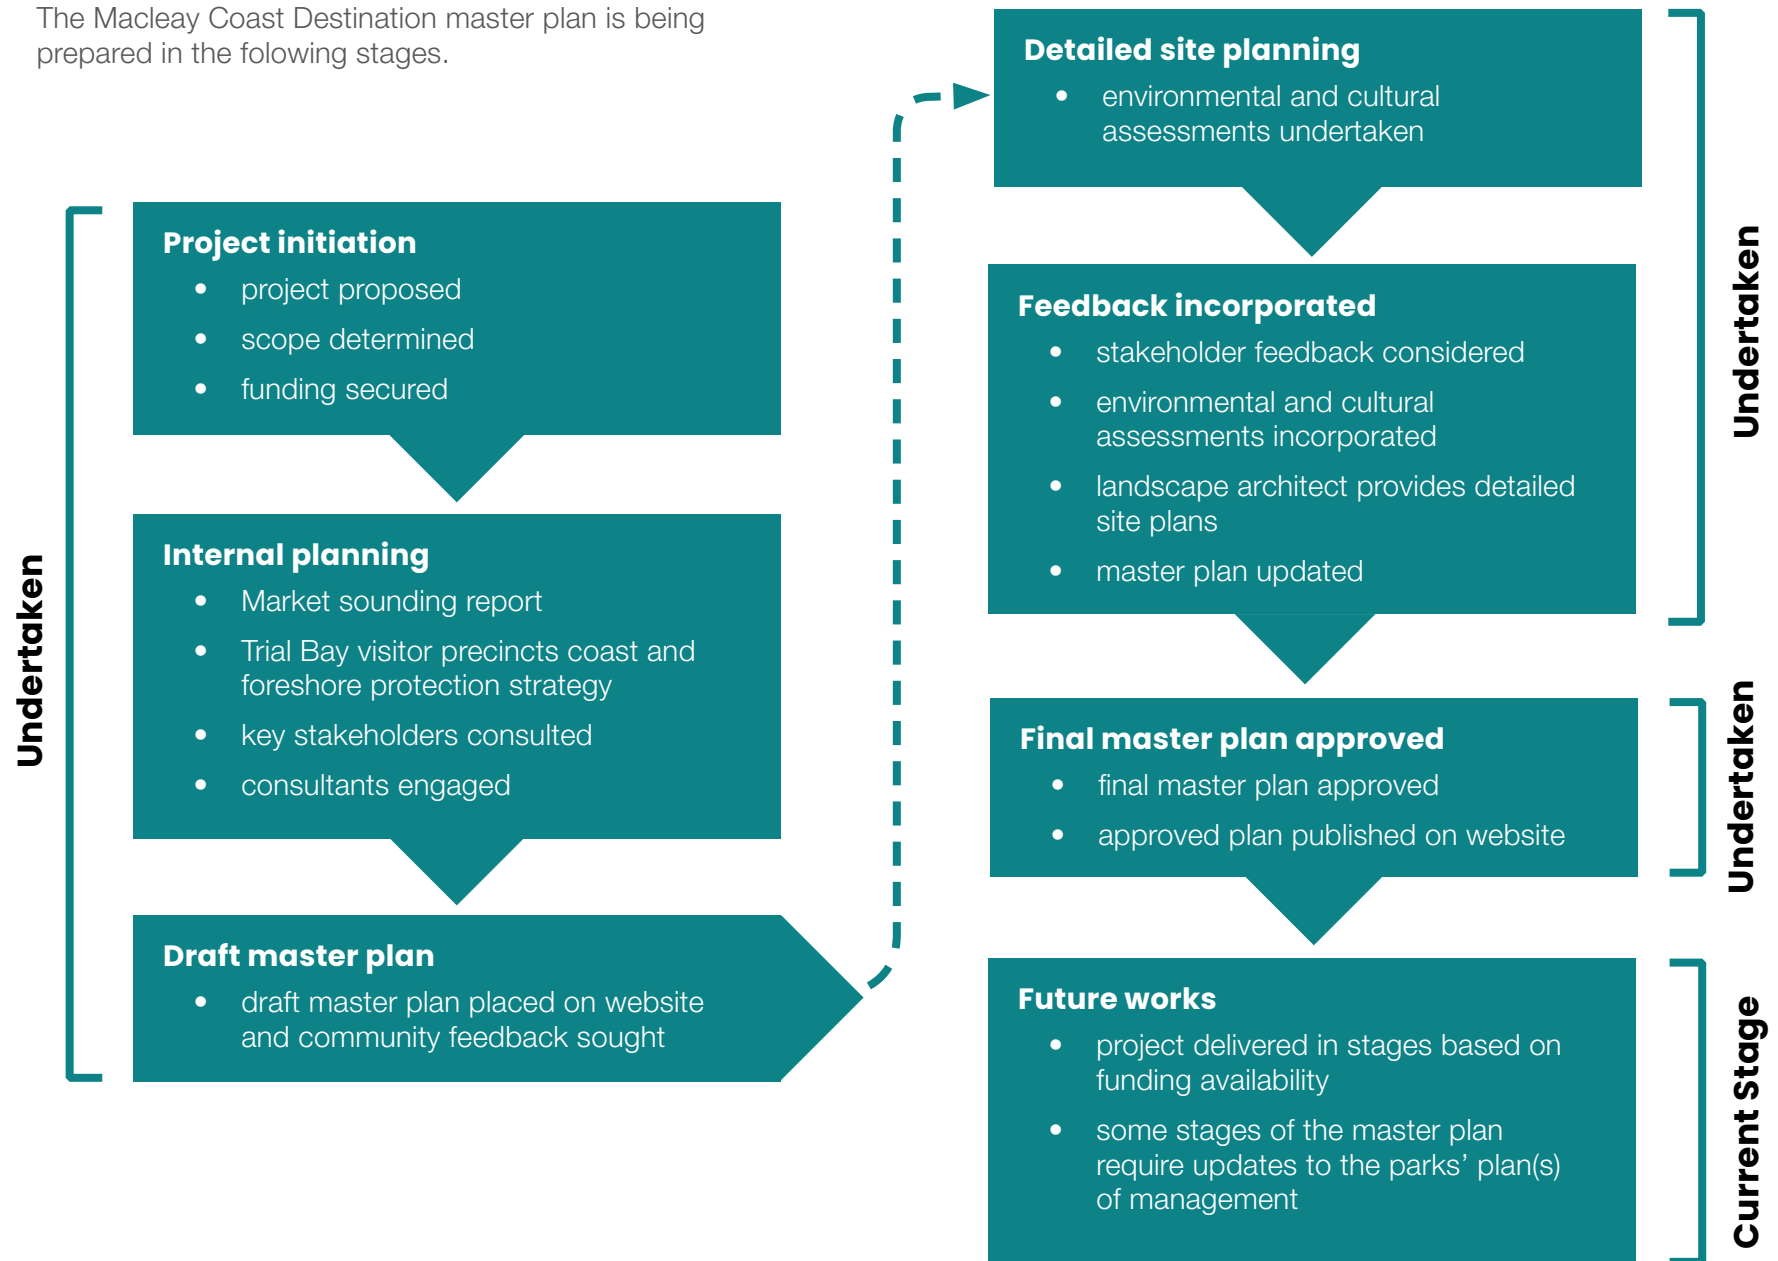 The Macleay Coast Destination master plan is being
prepared in the folowing stages.
Undertaken
Project initiation
• project proposed
• scope determined
• funding secured
Internal planning
• Market sounding report
• Trial Bay visitor precincts coast and
foreshore protection strategy
• key stakeholders consulted
• consultants engaged
Draft master plan
• draft master plan placed on website
and community feedback sought
Detailed site planning
• environmental and cultural
assessments undertaken
Feedback incorporated
• stakeholder feedback considered
• environmental and cultural
assessments incorporated
• landscape architect provides detailed
site plans
• master plan updated
Undertaken
Final master plan approved
• final master plan approved
• approved plan published on website
Undertaken
Future works
• project delivered in stages based on
funding availability
• some stages of the master plan
require updates to the parks’ plan(s)
of management
Current Stage